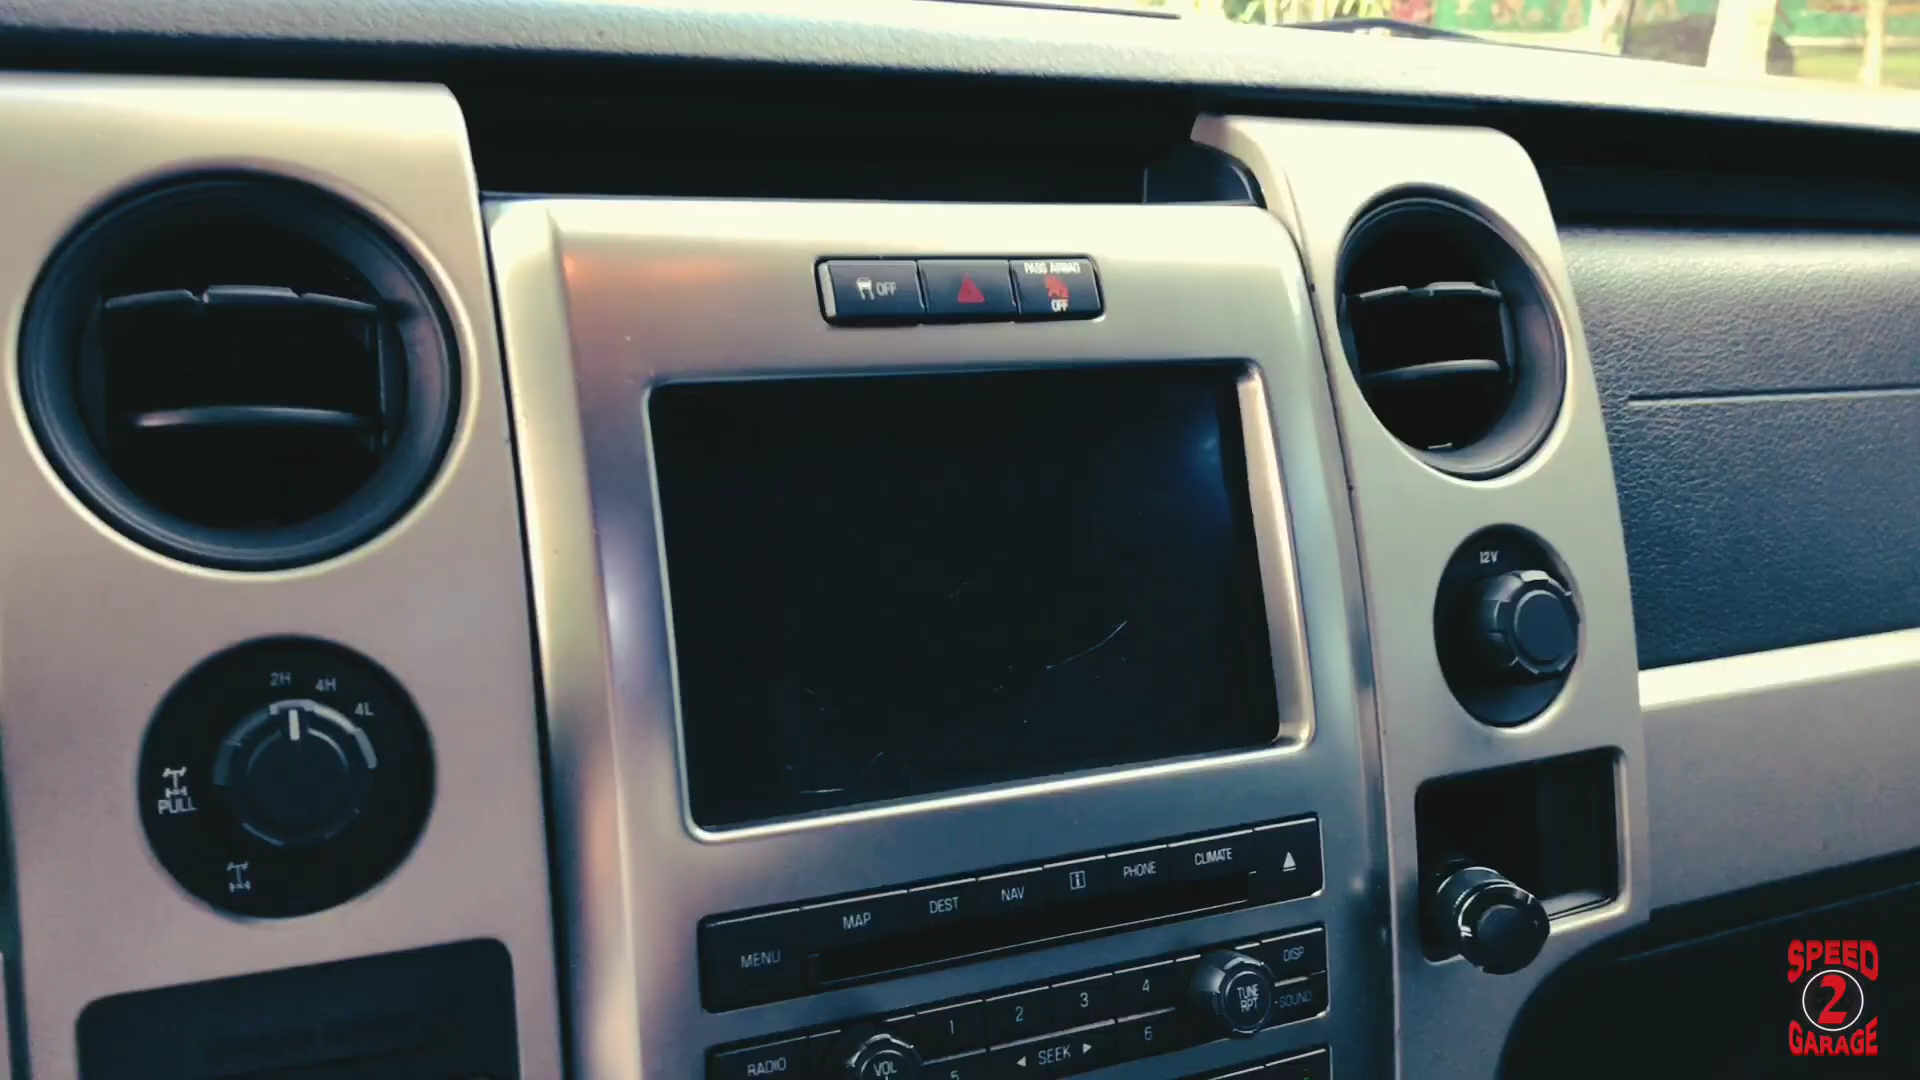 OFF
PASS AIRBAG
OFF
2H
4H
4L
PULL
12V
MENU
MAP
DEST
NAV
i
PHONE
CLIMATE
RADIO
VOL
1
2
3
4
5
6
SEEK
TUNE
RPT
DISP
SOUND
SPEED
2
GARAGE